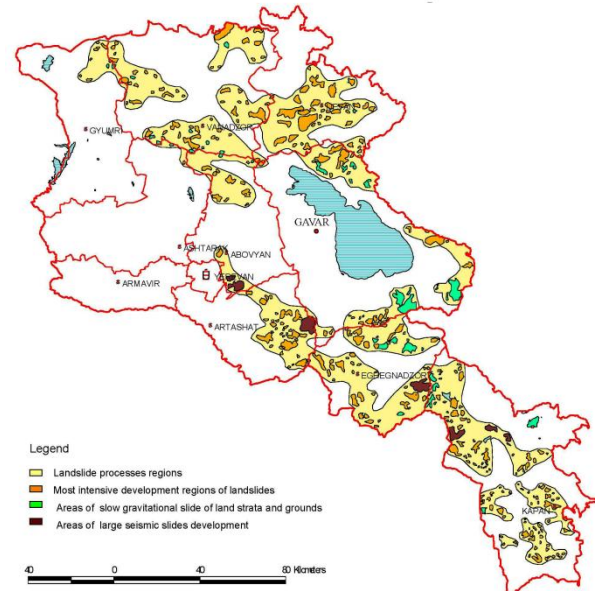 GYUMRI
VANADZOR
IJEVAN
GAVAR
ASHTARAK
ABOVYAN
YEREVAN
ARMAVIR
ARTASHAT
EGHEGNADZOR
KAPAN
Legend
Landslide processes regions
Most intensive development regions of landslides
Areas of slow gravitational slide of land strata and grounds
Areas of large seismic slides development
40 0 40 80 Kilometers